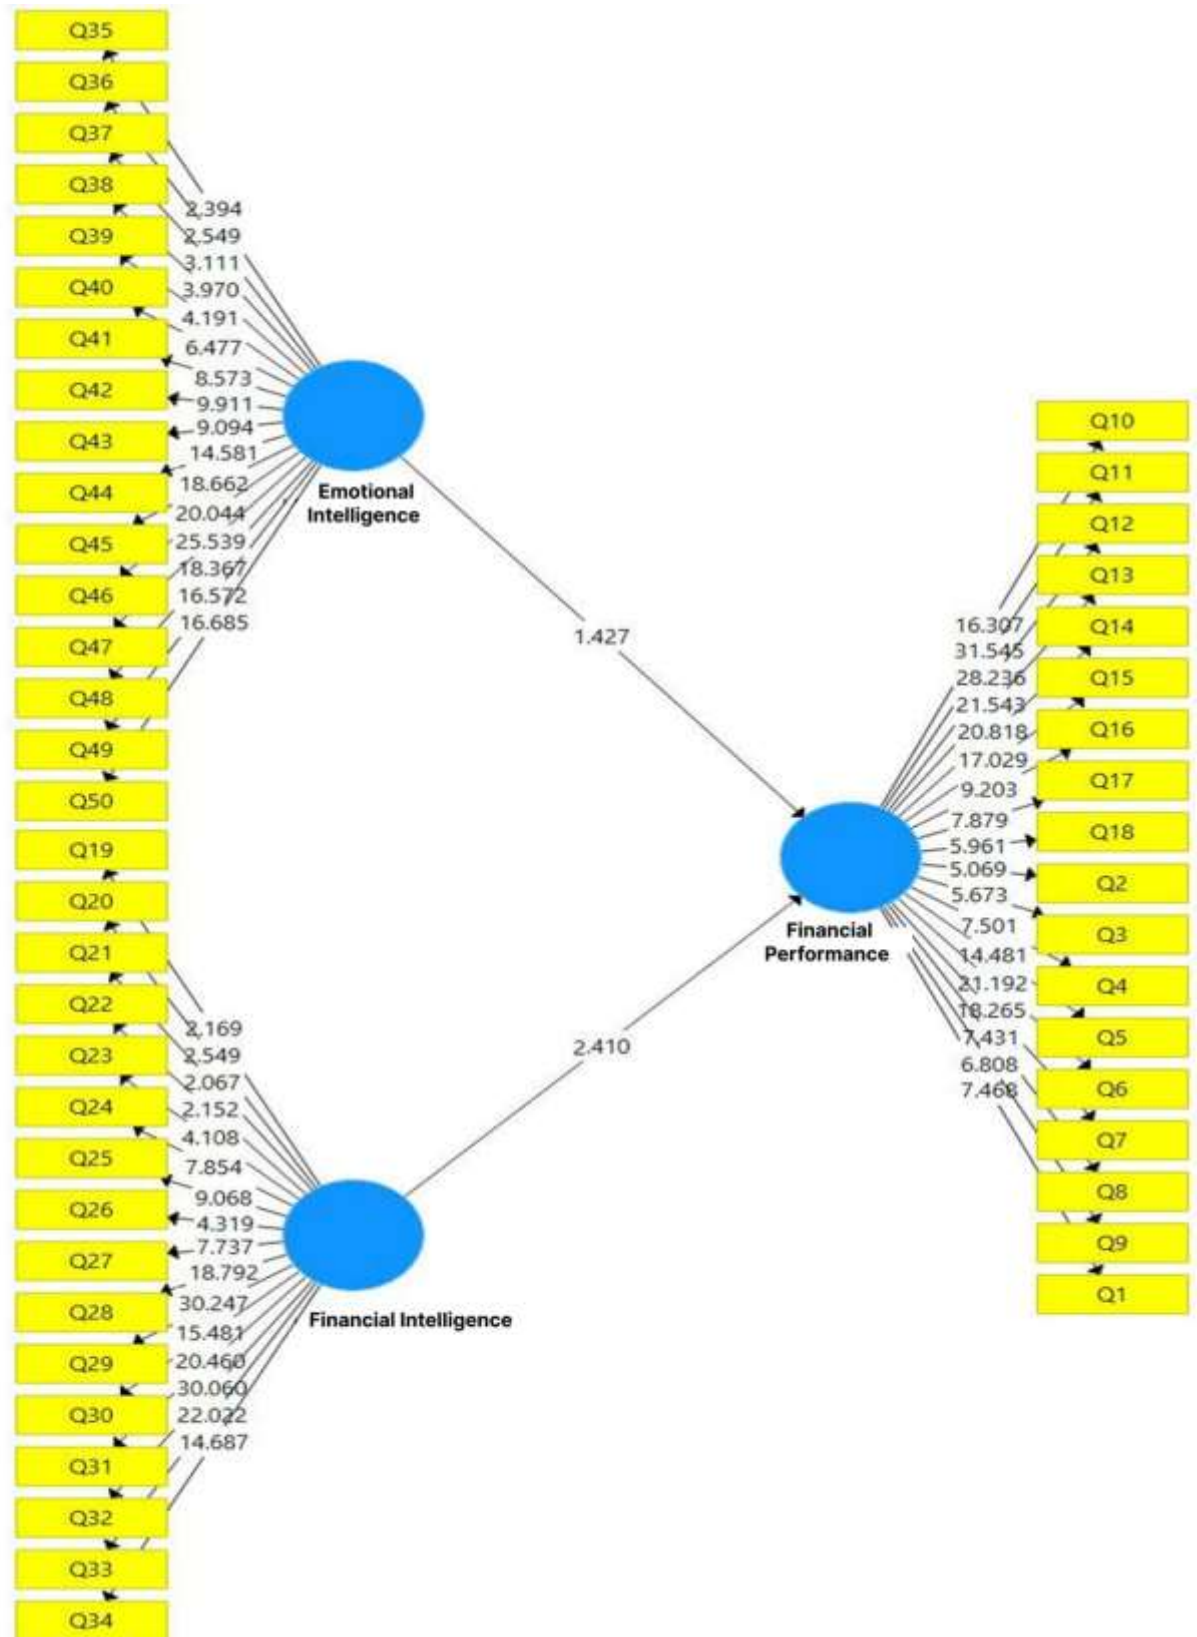 Q35
Q36
Q37
Q38
Q39
Q40
Q41
Q42
Q43
Q44
Q45
Q46
Q47
Q48
Q49
Q50
2.394
2.549
3.111
3.970
4.191
6.477
8.573
9.911
9.094
14.581
18.662
20.044
25.539
18.367
16.572
16.685
Emotional
Intelligence
1.427
Q19
Q20
Q21
Q22
Q23
Q24
Q25
Q26
Q27
Q28
Q29
Q30
Q31
Q32
Q33
Q34
2.169
2.549
2.067
2.152
4.108
7.854
9.068
4.319
7.737
18.792
30.247
15.481
20.460
30.060
22.022
14.687
Financial Intelligence
2.410
Financial
Performance
16.307
31.545
28.236
21.543
20.818
17.029
9.203
7.879
5.961
5.069
5.673
7.501
14.481
21.192
18.265
7.431
6.808
7.468
Q10
Q11
Q12
Q13
Q14
Q15
Q16
Q17
Q18
Q2
Q3
Q4
Q5
Q6
Q7
Q8
Q9
Q1